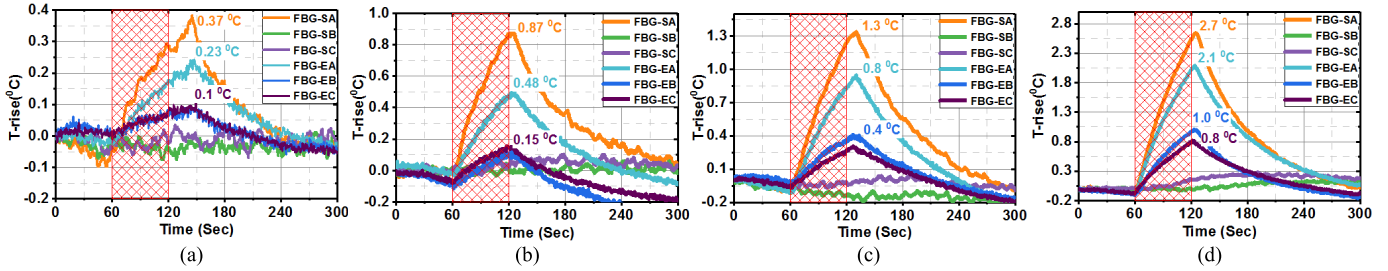 0.4
0.3
0.2
0.1
0.0
-0.1
-0.2
T-rise(⁰C)
0.37 ⁰C
0.23 ⁰C
0.1 ⁰C
FBG-SA
FBG-SB
FBG-SC
FBG-EA
FBG-EB
FBG-EC
0 60 120 180 240 300
Time (Sec)
(a)
1.0
0.8
0.6
0.4
0.2
0.0
-0.2
T-rise(⁰C)
0.87 ⁰C
0.48 ⁰C
0.15 ⁰C
FBG-SA
FBG-SB
FBG-SC
FBG-EA
FBG-EB
FBG-EC
0 60 120 180 240 300
Time (Sec)
(b)
1.3
1.0
0.7
0.4
0.1
-0.2
T-rise(⁰C)
1.3 ⁰C
0.8 ⁰C
0.4 ⁰C
FBG-SA
FBG-SB
FBG-SC
FBG-EA
FBG-EB
FBG-EC
0 60 120 180 240 300
Time (Sec)
(c)
2.8
2.3
1.8
1.3
0.8
0.3
-0.2
T-rise(⁰C)
2.7 ⁰C
2.1 ⁰C
1.0 ⁰C
0.8 ⁰C
FBG-SA
FBG-SB
FBG-SC
FBG-EA
FBG-EB
FBG-EC
0 60 120 180 240 300
Time (Sec)
(d)